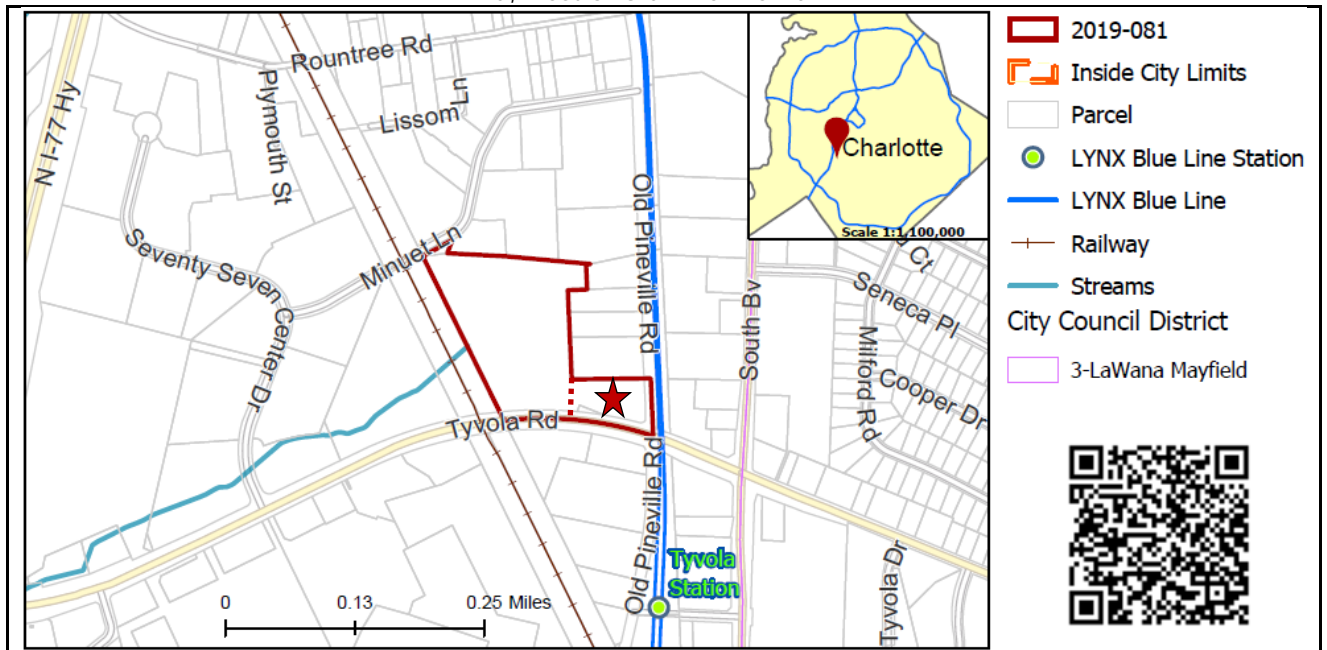 Rountree Rd
Plymouth St
Lissom Ln
N I-77 Hy
Old Pineville Rd
Minuet Ln
Seventy Seven Center Dr
Tyvola Rd
South Bv
Seneca Pl
Milford Rd
Cooper Dr
Ct
Old Pineville Rd
Tyvola
Station
Tyvola Dr
0 0.13 0.25 Miles
Charlotte
Scale 1:1,100,000
2019-081
Inside City Limits
Parcel
LYNX Blue Line Station
LYNX Blue Line
Railway
Streams
City Council District
3-LaWana Mayfield